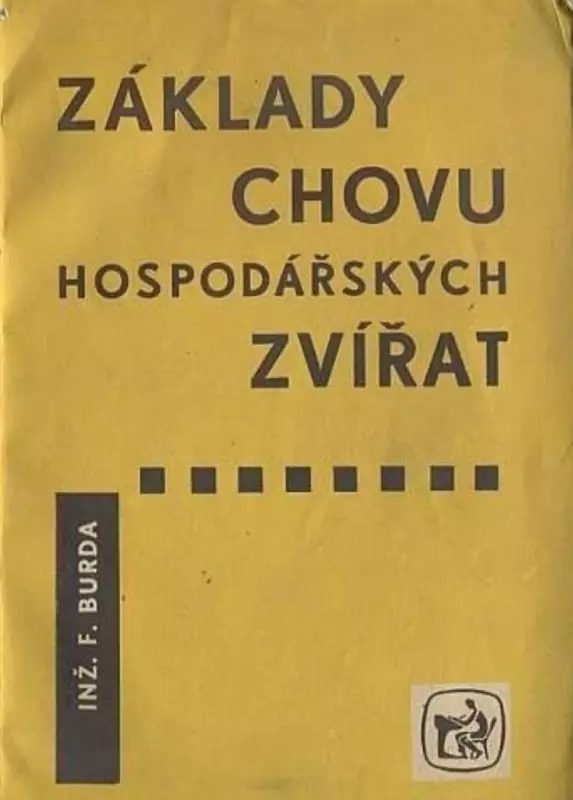 ZÁKLADY
CHOVU
HOSPODÁŘSKÝCH
ZVÍŘAT
INŽ. F. BURDA